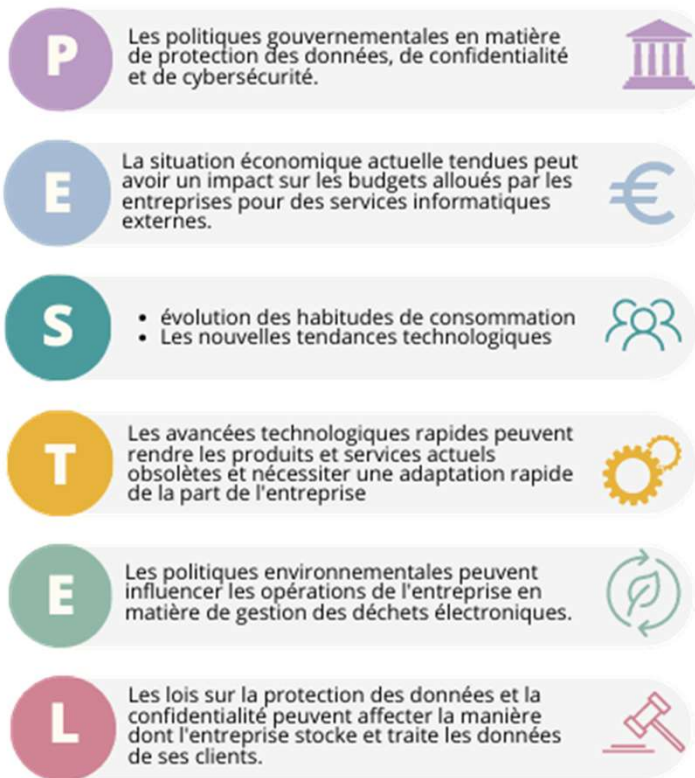 P
Les politiques gouvernementales en matière
de protection des données, de confidentialité
et de cybersécurité.
E
La situation économique actuelle tendues peut
avoir un impact sur les budgets alloués par les
entreprises pour des services informatiques
externes.
€
S
• évolution des habitudes de consommation
• Les nouvelles tendances technologiques
T
Les avancées technologiques rapides peuvent
rendre les produits et services actuels
obsolètes et nécessiter une adaptation rapide
de la part de l'entreprise
E
Les politiques environnementales peuvent
influencer les opérations de l'entreprise en
matière de gestion des déchets électroniques.
L
Les lois sur la protection des données et la
confidentialité peuvent affecter la manière
dont l'entreprise stocke et traite les données
de ses clients.